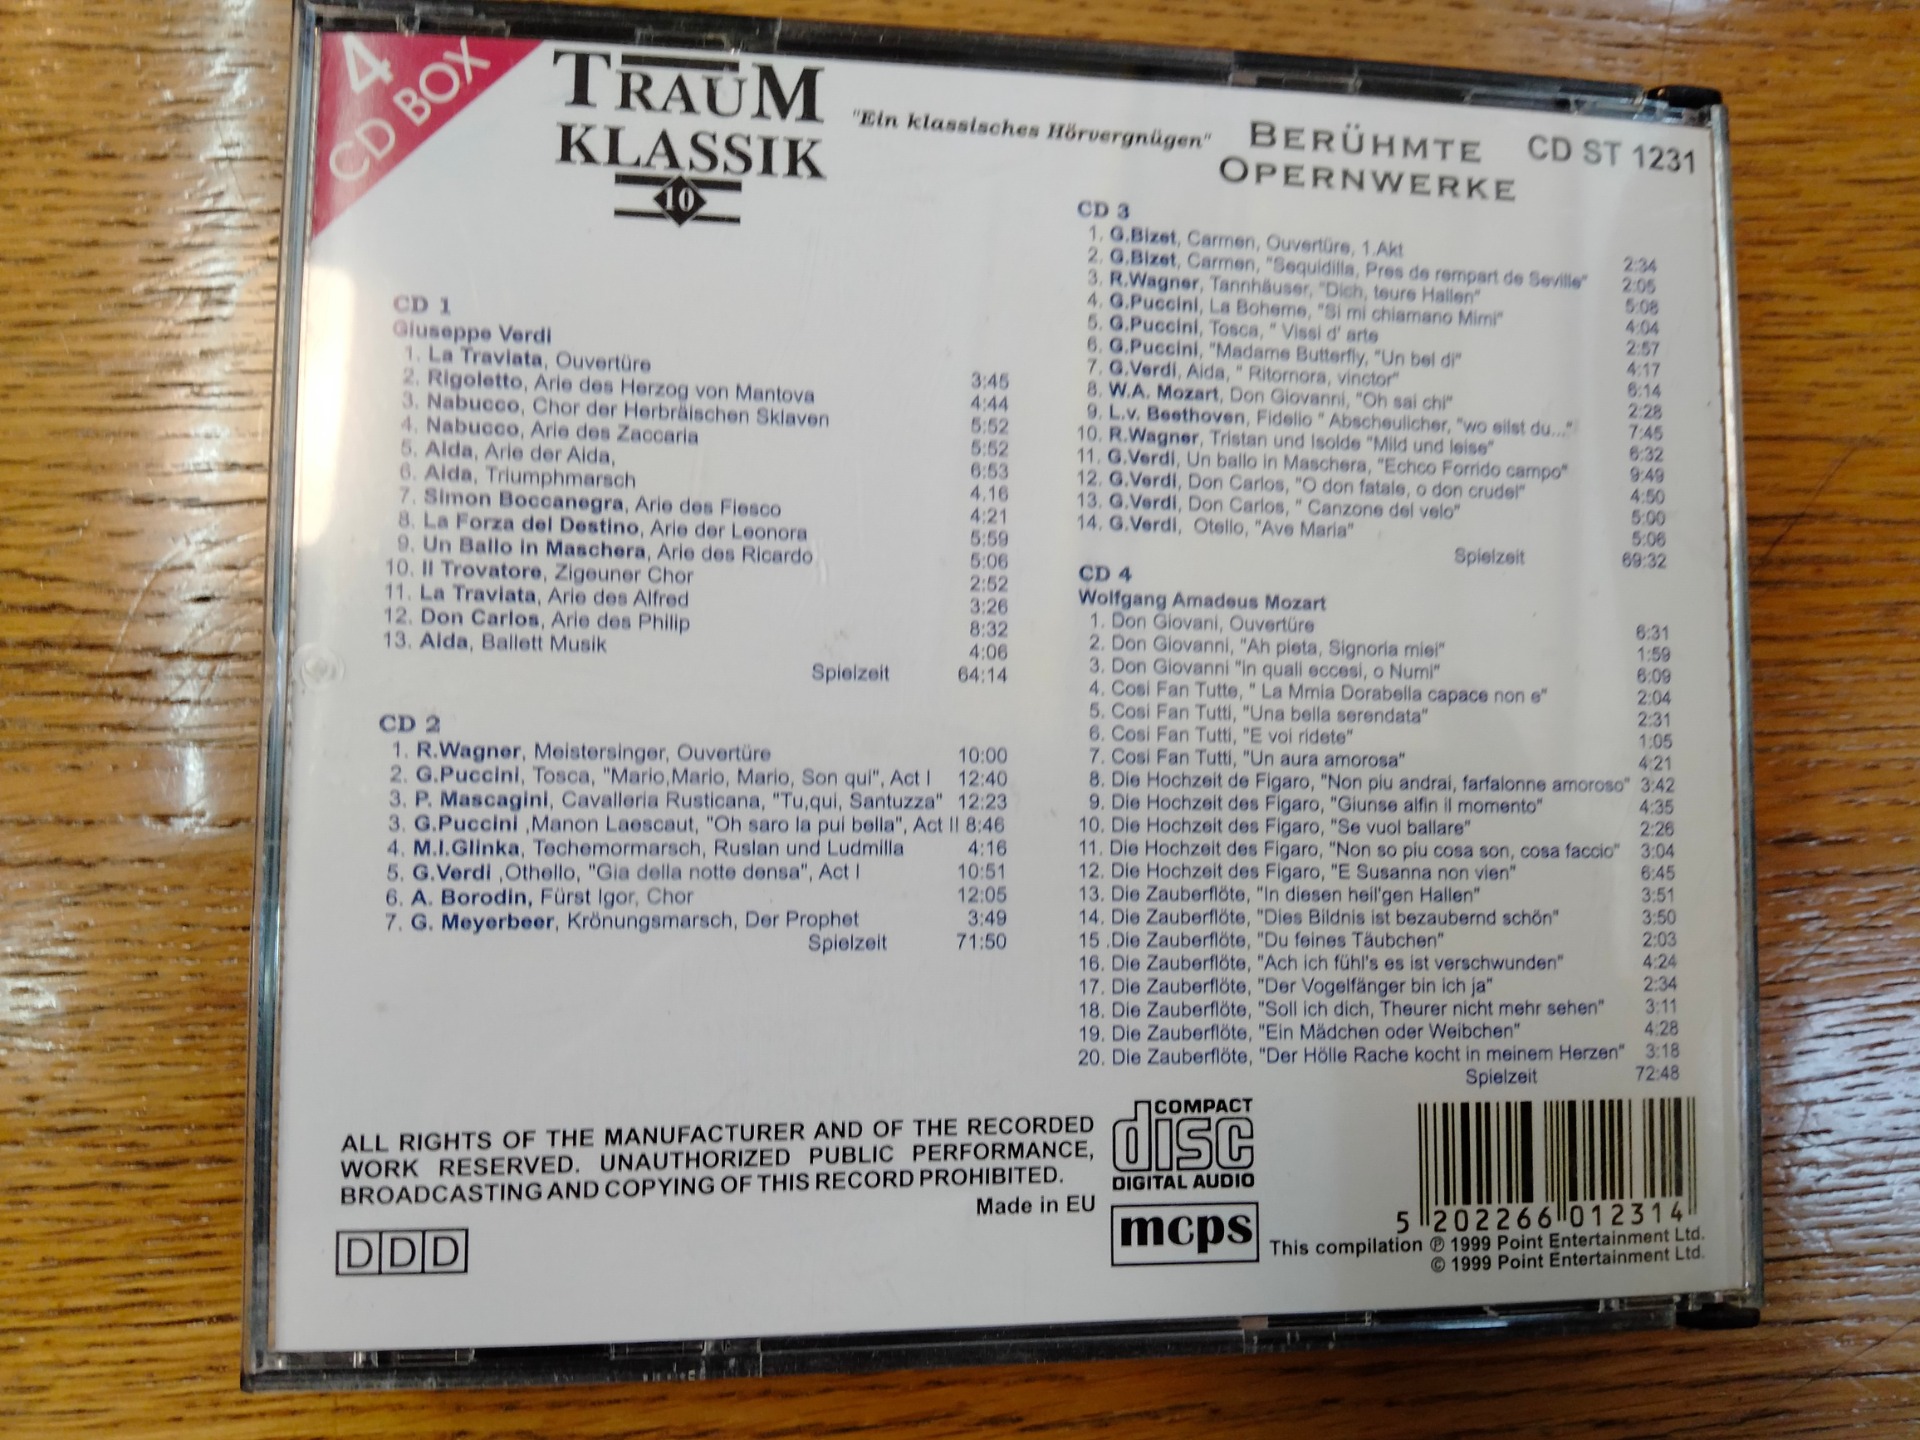 4
CD BOX
TRAUM
KLASSIK
10
"Ein klassisches Hörvergnügen"
BERÜHMTE
OPERNWERKE
CD ST 1231
CD 1
Giuseppe Verdi
1. La Traviata, Ouvertüre 3:45
2. Rigoletto, Arie des Herzog von Mantova 4:44
3. Nabucco, Chor der Herbräischen Sklaven 5:52
4. Nabucco, Arie des Zaccaria 5:52
5. Aida, Arie der Aida, 6:53
6. Aida, Triumphmarsch 4.16
7. Simon Boccanegra, Arie des Fiesco 4:21
8. La Forza del Destino, Arie der Leonora 5:59
9. Un Ballo in Maschera, Arie des Ricardo 5:06
10. Il Trovatore, Zigeuner Chor 2:52
11. La Traviata, Arie des Alfred 3:26
12. Don Carlos, Arie des Philip 8:32
13. Aida, Ballett Musik 4:06
Spielzeit 64:14
CD 2
1. R.Wagner, Meistersinger, Ouvertüre 10:00
2. G.Puccini, Tosca, "Mario,Mario, Mario, Son qui", Act I 12:40
3. P. Mascagini, Cavalleria Rusticana, "Tu,qui, Santuzza" 12:23
3. G.Puccini ,Manon Laescaut, "Oh saro la pui bella", Act II 8:46
4. M.I.Glinka, Techemormarsch, Ruslan und Ludmilla 4:16
5. G.Verdi ,Othello, "Gia della notte densa", Act I 10:51
6. A. Borodin, Fürst Igor, Chor 12:05
7. G. Meyerbeer, Krönungsmarsch, Der Prophet 3:49
Spielzeit 71:50
CD 3
1. G.Bizet, Carmen, Ouvertüre, 1.Akt 2:34
2. G.Bizet, Carmen, "Sequidilla, Pres de rempart de Seville" 2:05
3. R.Wagner, Tannhäuser, "Dich, teure Hallen" 5:08
4. G.Puccini, La Boheme, "Si mi chiamano Mimi" 4:04
5. G.Puccini, Tosca, " Vissi d' arte 2:57
6. G.Puccini, "Madame Butterfly, "Un bel di" 4:17
7. G.Verdi, Aida, " Ritornora, vinctor" 6:14
8. W.A. Mozart, Don Giovanni, "Oh sai chi" 2:28
9. L.v. Beethoven, Fidelio " Abscheulicher, "wo eilst du..." 7:45
10. R.Wagner, Tristan und Isolde "Mild und leise" 6:32
11. G.Verdi, Un ballo in Maschera, "Echco Forrido campo" 9:49
12. G.Verdi, Don Carlos, "O don fatale, o don crudel" 4:50
13. G.Verdi, Don Carlos, " Canzone del velo" 5:00
14. G.Verdi, Otello, "Ave Maria" 5:06
Spielzeit 69:32
CD 4
Wolfgang Amadeus Mozart
1. Don Giovani, Ouvertüre 6:31
2. Don Giovanni, "Ah pieta, Signoria miei" 1:59
3. Don Giovanni "in quali eccesi, o Numi" 6:09
4. Cosi Fan Tutte, " La Mmia Dorabella capace non e" 2:04
5. Cosi Fan Tutti, "Una bella serendata" 2:31
6. Cosi Fan Tutti, "E voi ridete" 1:05
7. Cosi Fan Tutti, "Un aura amorosa" 4:21
8. Die Hochzeit de Figaro, "Non piu andrai, farfalonne amoroso" 3:42
9. Die Hochzeit des Figaro, "Giunse alfin il momento" 4:35
10. Die Hochzeit des Figaro, "Se vuol ballare" 2:26
11. Die Hochzeit des Figaro, "Non so piu cosa son, cosa faccio" 3:04
12. Die Hochzeit des Figaro, "E Susanna non vien" 6:45
13. Die Zauberflöte, "In diesen heil'gen Hallen" 3:51
14. Die Zauberflöte, "Dies Bildnis ist bezaubernd schön" 3:50
15 .Die Zauberflöte, "Du feines Täubchen" 2:03
16. Die Zauberflöte, "Ach ich fühl's es ist verschwunden" 4:24
17. Die Zauberflöte, "Der Vogelfänger bin ich ja" 2:34
18. Die Zauberflöte, "Soll ich dich, Theurer nicht mehr sehen" 3:11
19. Die Zauberflöte, "Ein Mädchen oder Weibchen" 4:28
20. Die Zauberflöte, "Der Hölle Rache kocht in meinem Herzen" 3:18
Spielzeit 72:48
ALL RIGHTS OF THE MANUFACTURER AND OF THE RECORDED
WORK RESERVED. UNAUTHORIZED PUBLIC PERFORMANCE,
BROADCASTING AND COPYING OF THIS RECORD PROHIBITED.
Made in EU
DDD
COMPACT
disc
DIGITAL AUDIO
mcps
5 202266 012314
This compilation ℗ 1999 Point Entertainment Ltd.
© 1999 Point Entertainment Ltd.